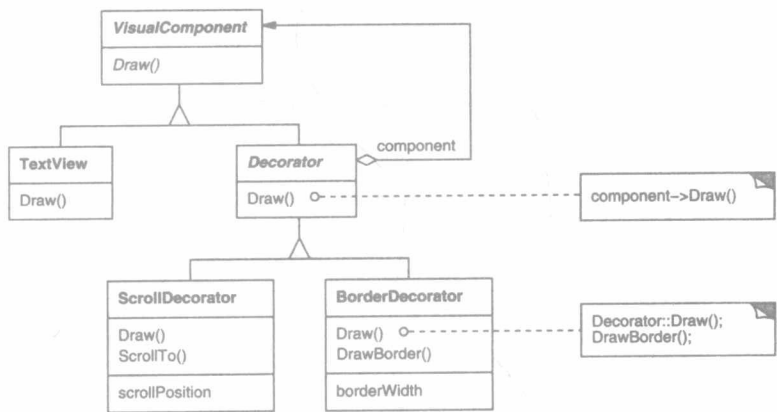 VisualComponent
Draw()
component
TextView
Draw()
Decorator
Draw()
component->Draw()
ScrollDecorator
Draw()
ScrollTo()
scrollPosition
BorderDecorator
Draw()
DrawBorder()
borderWidth
Decorator::Draw();
DrawBorder();